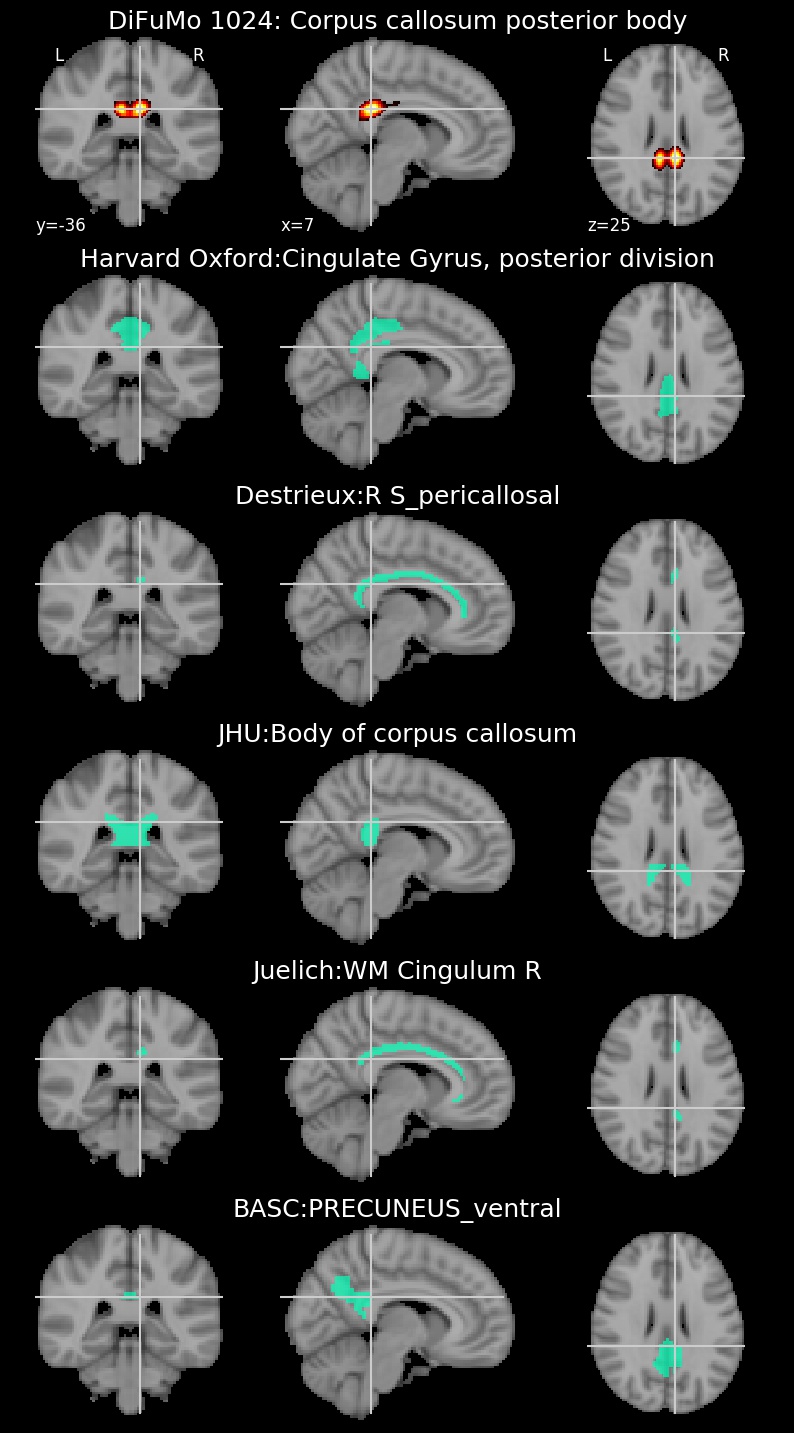 DiFuMo 1024: Corpus callosum posterior body
L R L R
y=-36 x=7 z=25
Harvard Oxford:Cingulate Gyrus, posterior division
Destrieux:R S_pericallosal
JHU:Body of corpus callosum
Juelich:WM Cingulum R
BASC:PRECUNEUS_ventral